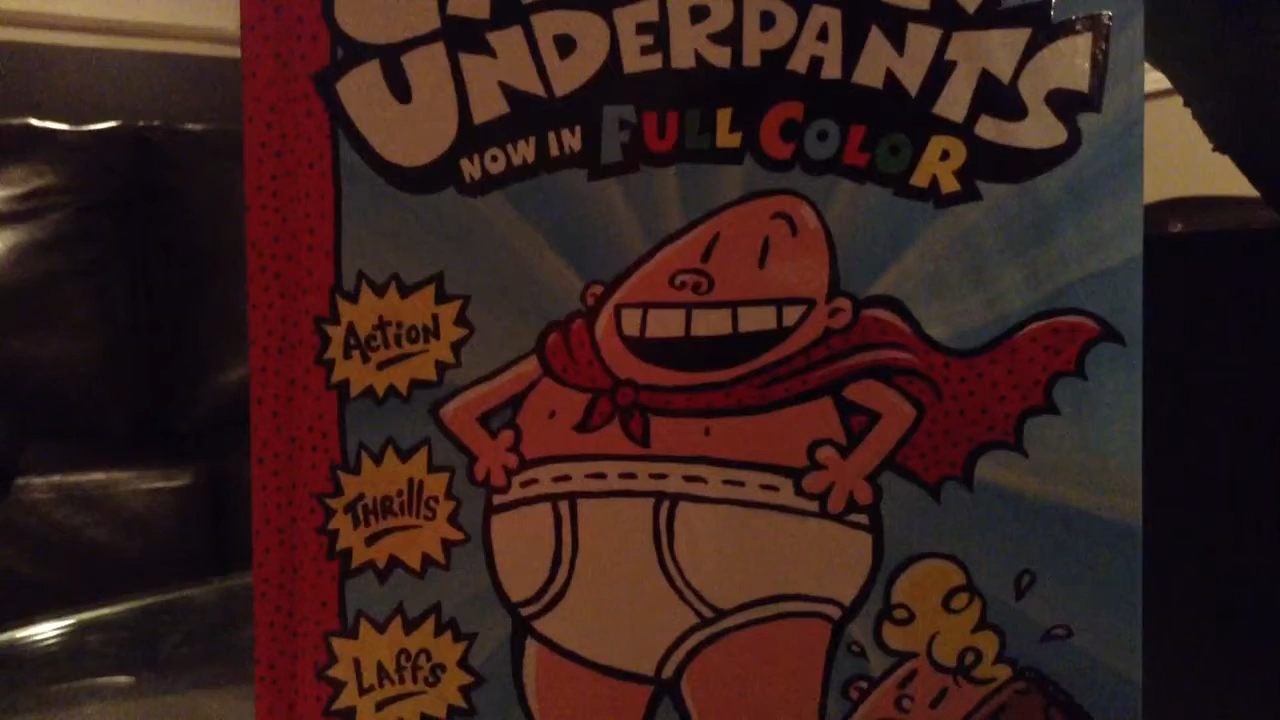 UNDERPANTS
NOW IN FULL COLOR
ACTION
THRILLS
LAFFS